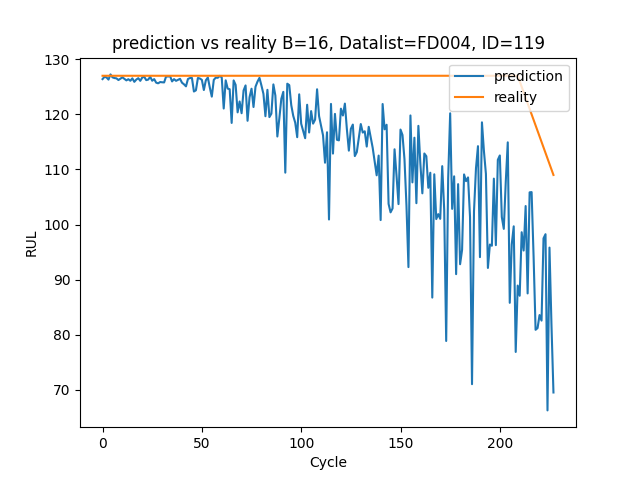 prediction vs reality B=16, Datalist=FD004, ID=119
130
120
110
100
90
80
70
RUL
prediction
reality
0
50
100
150
200
Cycle